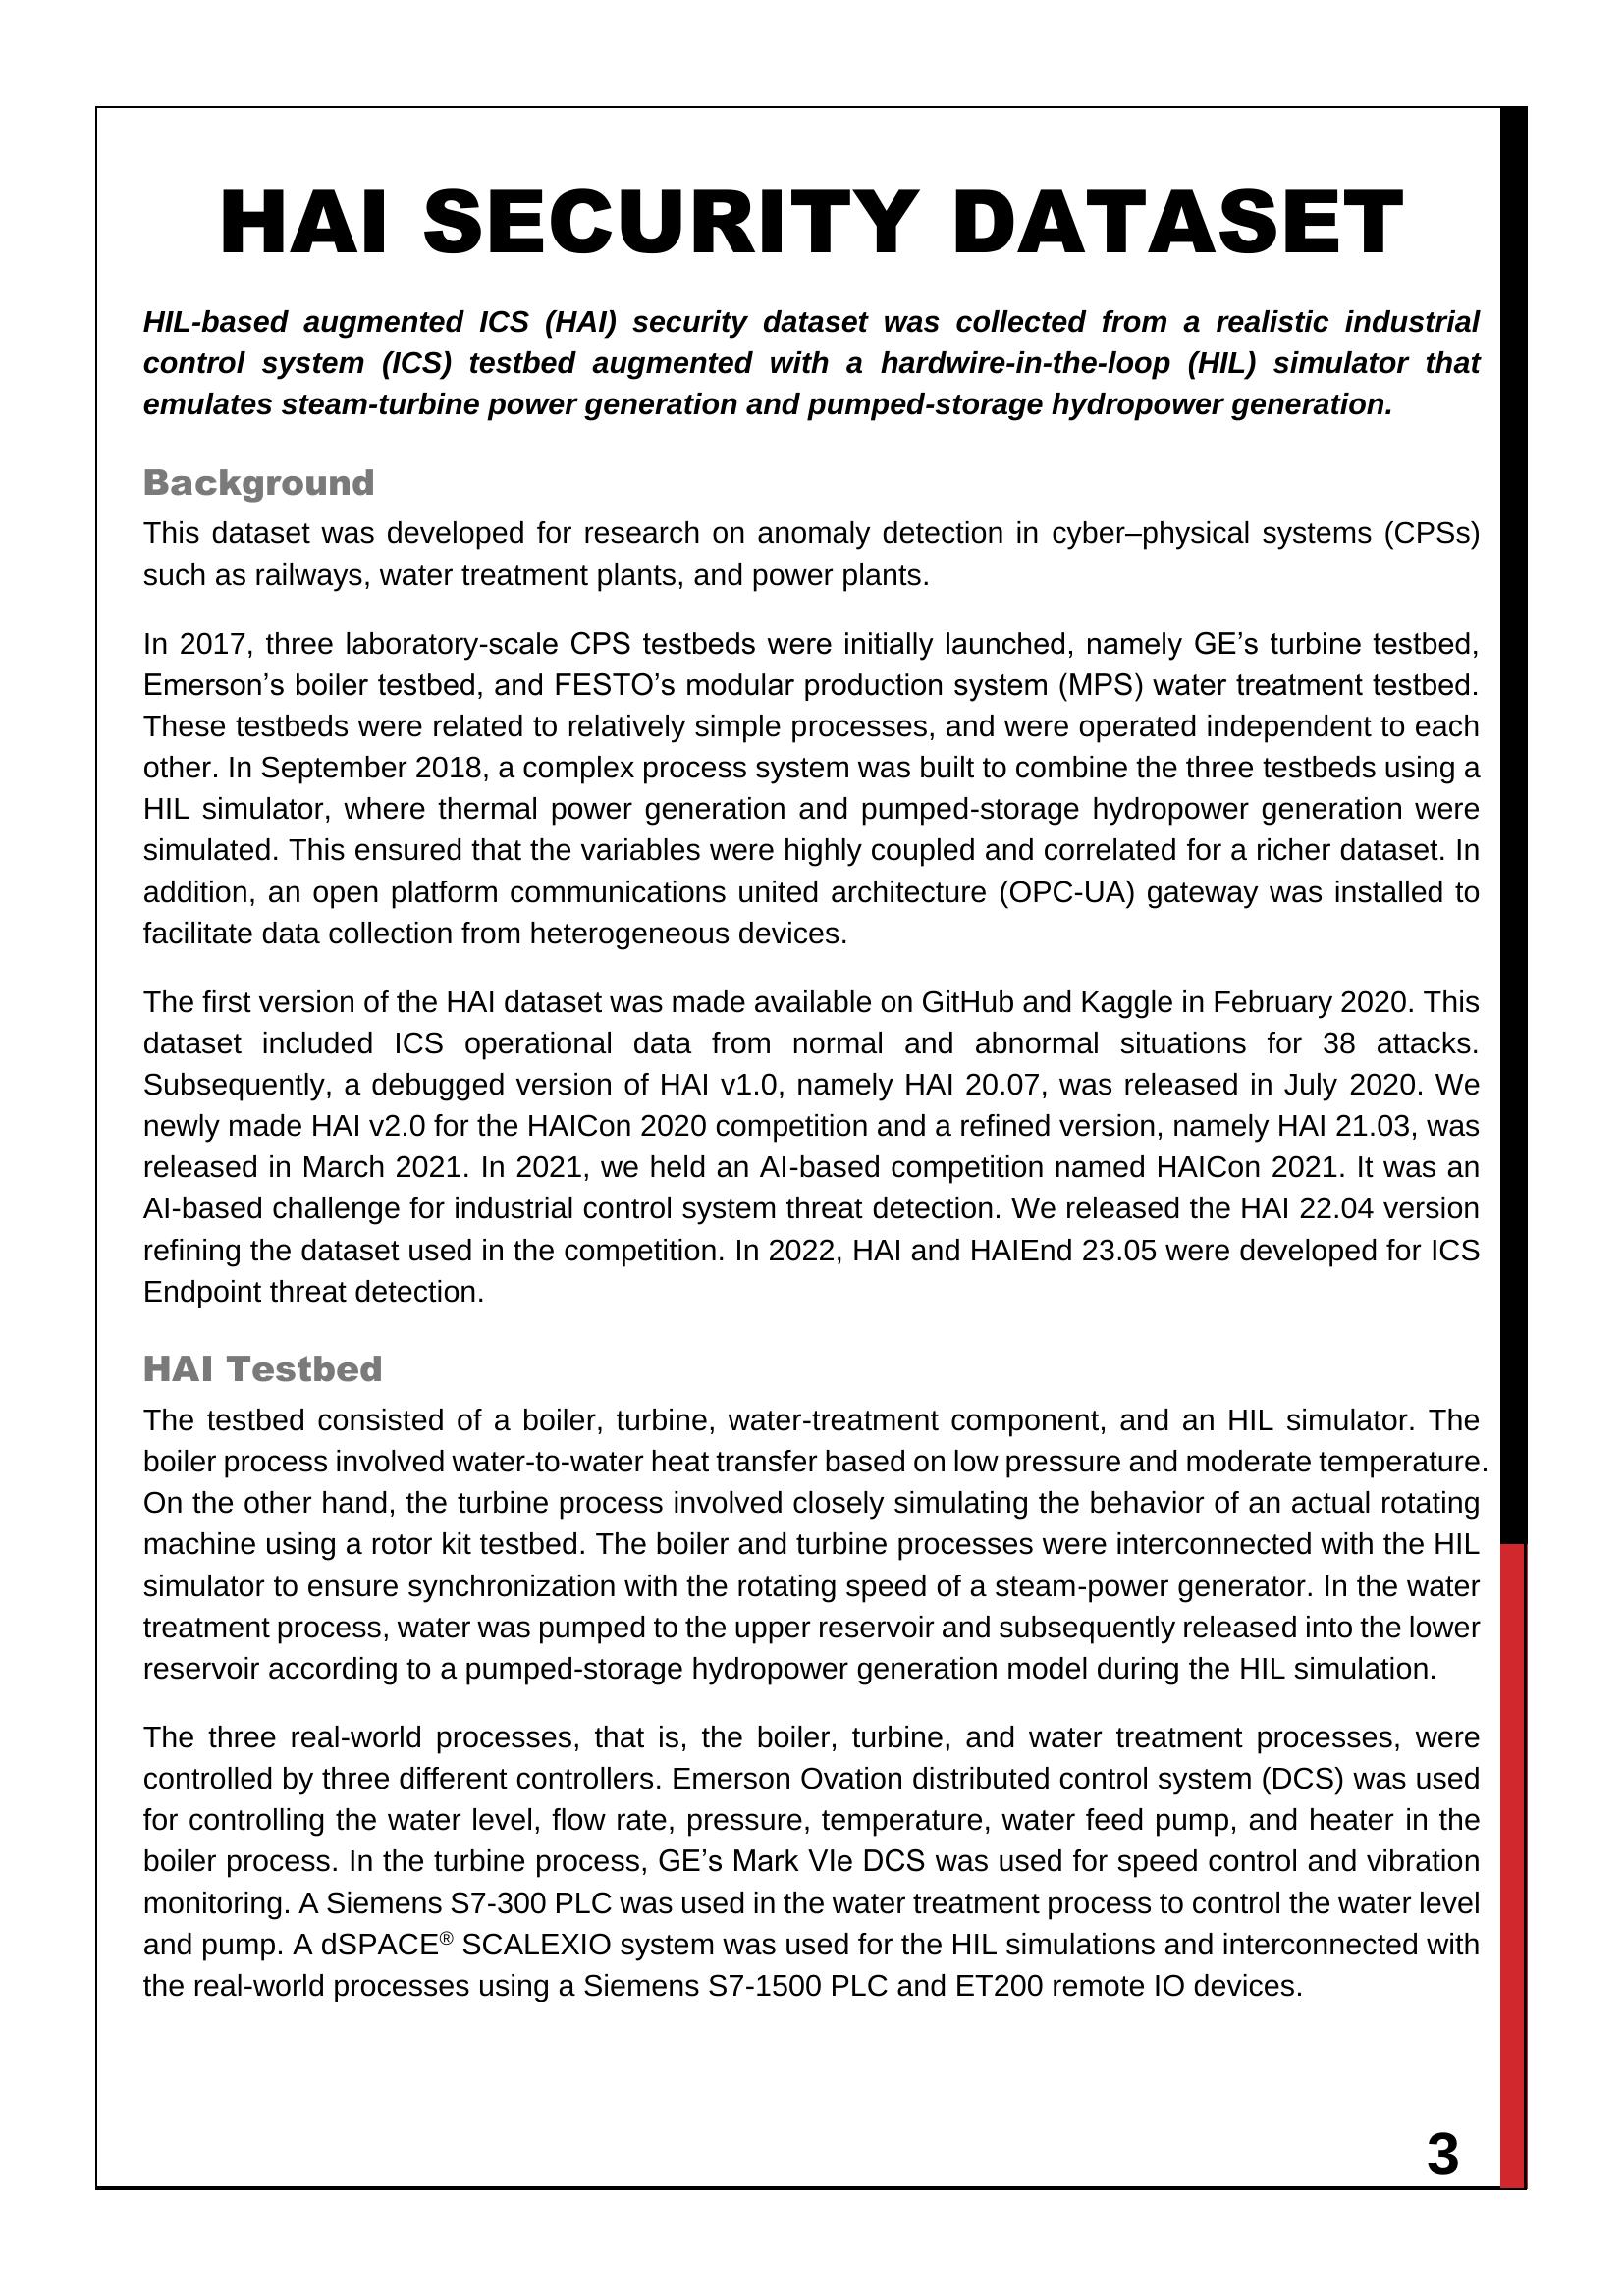 HAI SECURITY DATASET
HIL-based augmented ICS (HAI) security dataset was collected from a realistic industrial
control system (ICS) testbed augmented with a hardwire-in-the-loop (HIL) simulator that
emulates steam-turbine power generation and pumped-storage hydropower generation.
Background
This dataset was developed for research on anomaly detection in cyber–physical systems (CPSs)
such as railways, water treatment plants, and power plants.
In 2017, three laboratory-scale CPS testbeds were initially launched, namely GE’s turbine testbed,
Emerson’s boiler testbed, and FESTO’s modular production system (MPS) water treatment testbed.
These testbeds were related to relatively simple processes, and were operated independent to each
other. In September 2018, a complex process system was built to combine the three testbeds using a
HIL simulator, where thermal power generation and pumped-storage hydropower generation were
simulated. This ensured that the variables were highly coupled and correlated for a richer dataset. In
addition, an open platform communications united architecture (OPC-UA) gateway was installed to
facilitate data collection from heterogeneous devices.
The first version of the HAI dataset was made available on GitHub and Kaggle in February 2020. This
dataset included ICS operational data from normal and abnormal situations for 38 attacks.
Subsequently, a debugged version of HAI v1.0, namely HAI 20.07, was released in July 2020. We
newly made HAI v2.0 for the HAICon 2020 competition and a refined version, namely HAI 21.03, was
released in March 2021. In 2021, we held an AI-based competition named HAICon 2021. It was an
AI-based challenge for industrial control system threat detection. We released the HAI 22.04 version
refining the dataset used in the competition. In 2022, HAI and HAIEnd 23.05 were developed for ICS
Endpoint threat detection.
HAI Testbed
The testbed consisted of a boiler, turbine, water-treatment component, and an HIL simulator. The
boiler process involved water-to-water heat transfer based on low pressure and moderate temperature.
On the other hand, the turbine process involved closely simulating the behavior of an actual rotating
machine using a rotor kit testbed. The boiler and turbine processes were interconnected with the HIL
simulator to ensure synchronization with the rotating speed of a steam-power generator. In the water
treatment process, water was pumped to the upper reservoir and subsequently released into the lower
reservoir according to a pumped-storage hydropower generation model during the HIL simulation.
The three real-world processes, that is, the boiler, turbine, and water treatment processes, were
controlled by three different controllers. Emerson Ovation distributed control system (DCS) was used
for controlling the water level, flow rate, pressure, temperature, water feed pump, and heater in the
boiler process. In the turbine process, GE’s Mark VIe DCS was used for speed control and vibration
monitoring. A Siemens S7-300 PLC was used in the water treatment process to control the water level
and pump. A dSPACE® SCALEXIO system was used for the HIL simulations and interconnected with
the real-world processes using a Siemens S7-1500 PLC and ET200 remote IO devices.
3